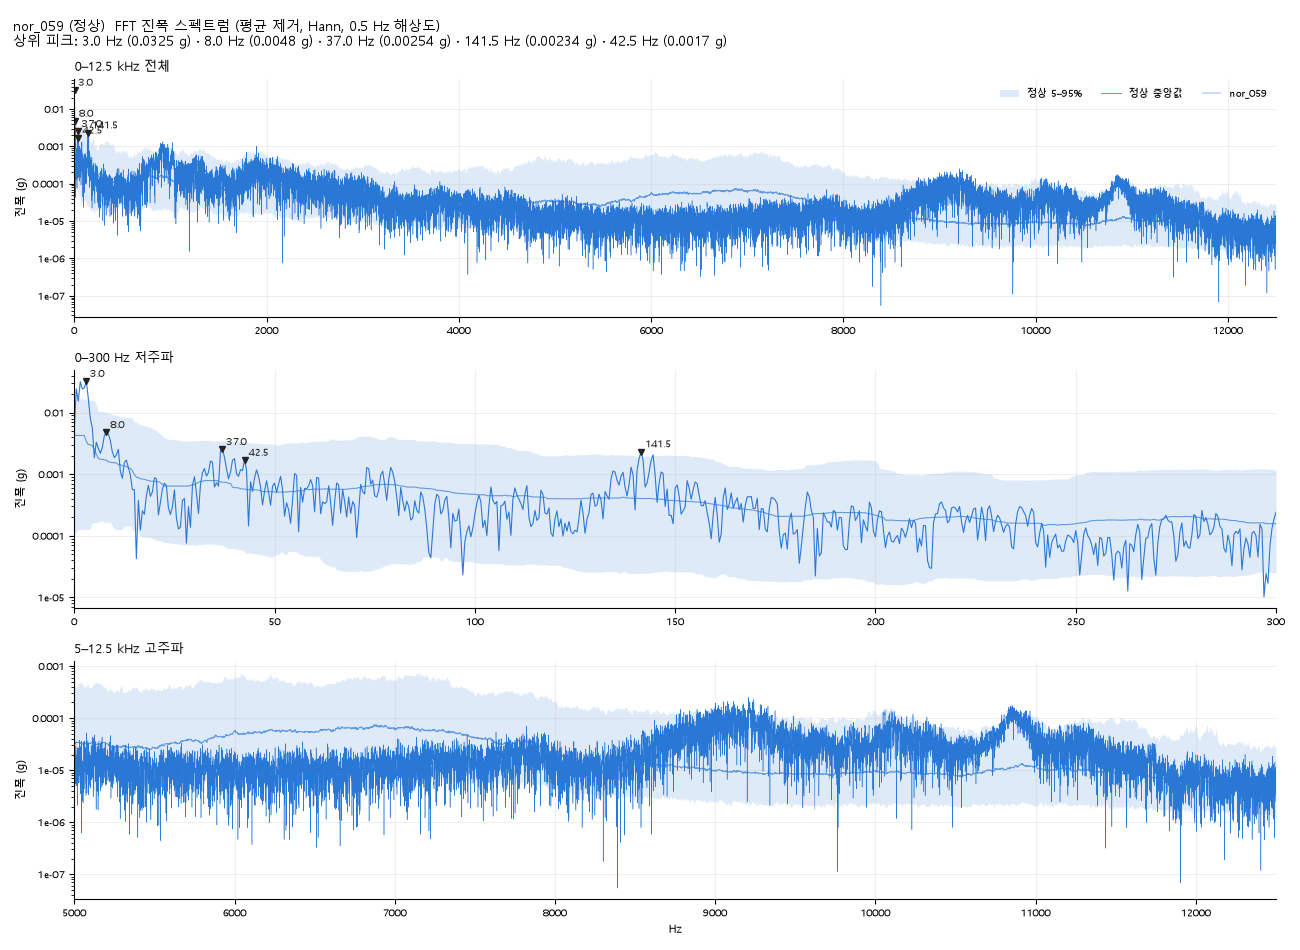 nor_059 (정상)  FFT 진폭 스펙트럼 (평균 제거, Hann, 0.5 Hz 해상도)
상위 피크: 3.0 Hz (0.0325 g) · 8.0 Hz (0.0048 g) · 37.0 Hz (0.00254 g) · 141.5 Hz (0.00234 g) · 42.5 Hz (0.0017 g)
0–12.5 kHz 전체
3.0
8.0
37.0
141.5
42.5
정상 5–95%
정상 중앙값
nor_059
진폭 (g)
0.01
0.001
0.0001
1e-05
1e-06
1e-07
0 2000 4000 6000 8000 10000 12000
0–300 Hz 저주파
3.0
8.0
37.0
42.5
141.5
진폭 (g)
0.01
0.001
0.0001
1e-05
0 50 100 150 200 250 300
5–12.5 kHz 고주파
진폭 (g)
0.001
0.0001
1e-05
1e-06
1e-07
5000 6000 7000 8000 9000 10000 11000 12000
Hz